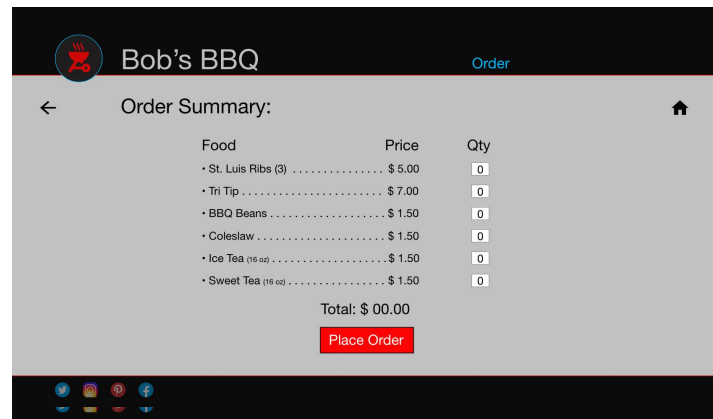 Bob's BBQ
Order
Order Summary:
Food Price Qty
• St. Luis Ribs (3) . . . . . . . . . . . . . . . $ 5.00 0
• Tri Tip . . . . . . . . . . . . . . . . . . . . . . . $ 7.00 0
• BBQ Beans . . . . . . . . . . . . . . . . . . . $ 1.50 0
• Coleslaw . . . . . . . . . . . . . . . . . . . . . $ 1.50 0
• Ice Tea (16 oz) . . . . . . . . . . . . . . . . . . . $ 1.50 0
• Sweet Tea (16 oz) . . . . . . . . . . . . . . . . $ 1.50 0
Total: $ 00.00
Place Order